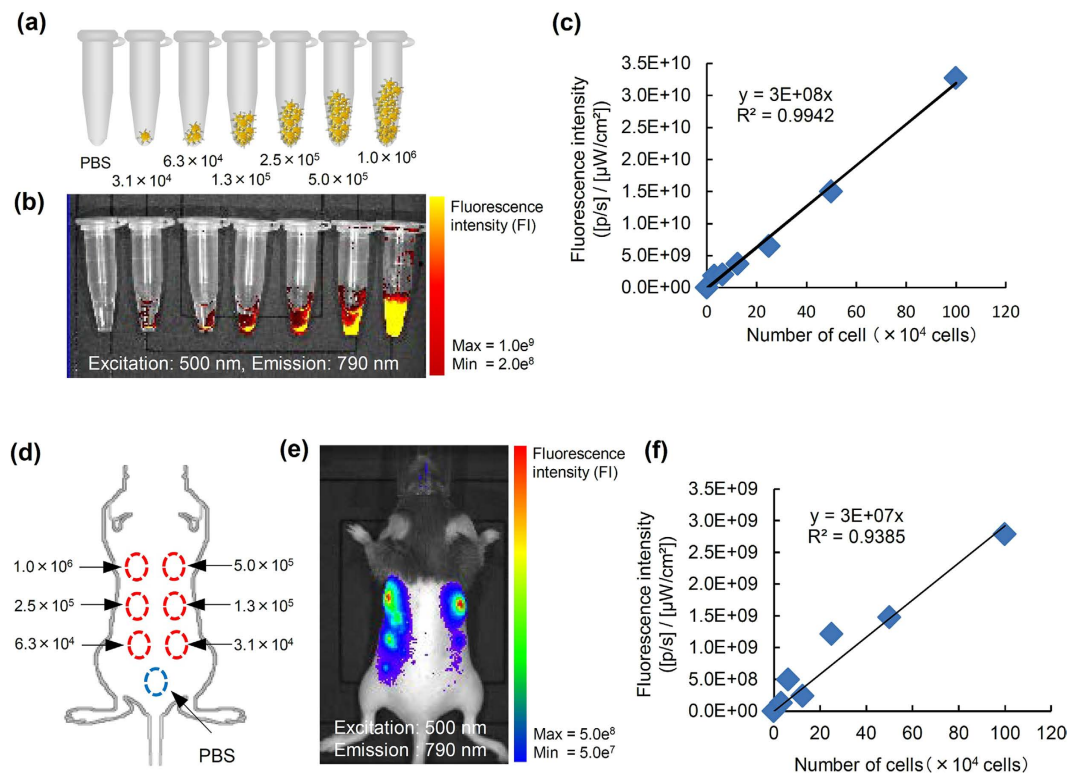 (a)
PBS
3.1 × 10⁴
6.3 × 10⁴
1.3 × 10⁵
2.5 × 10⁵
5.0 × 10⁵
1.0 × 10⁶
(b)
Excitation: 500 nm, Emission: 790 nm
Fluorescence
intensity (FI)
Max = 1.0e⁹
Min = 2.0e⁸
(c)
Fluorescence intensity
([p/s] / [µW/cm²])
3.5E+10
3.0E+10
1.5E+10
2.0E+10
1.5E+10
1.0E+10
5.0E+09
0.0E+00
y = 3E+08x
R² = 0.9942
0 20 40 60 80 100 120
Number of cell ( × 10⁴ cells)
(d)
1.0 × 10⁶
5.0 × 10⁵
2.5 × 10⁵
1.3 × 10⁵
6.3 × 10⁴
3.1 × 10⁴
PBS
(e)
Excitation: 500 nm
Emission : 790 nm
Fluorescence
intensity (FI)
Max = 5.0e⁸
Min = 5.0e⁷
(f)
Fluorescence intensity
([p/s] / [µW/cm²])
3.5E+09
3.0E+09
1.5E+09
2.0E+09
1.5E+09
5.0E+08
0.0E+00
y = 3E+07x
R² = 0.9385
0 20 40 60 80 100 120
Number of cells( × 10⁴ cells)